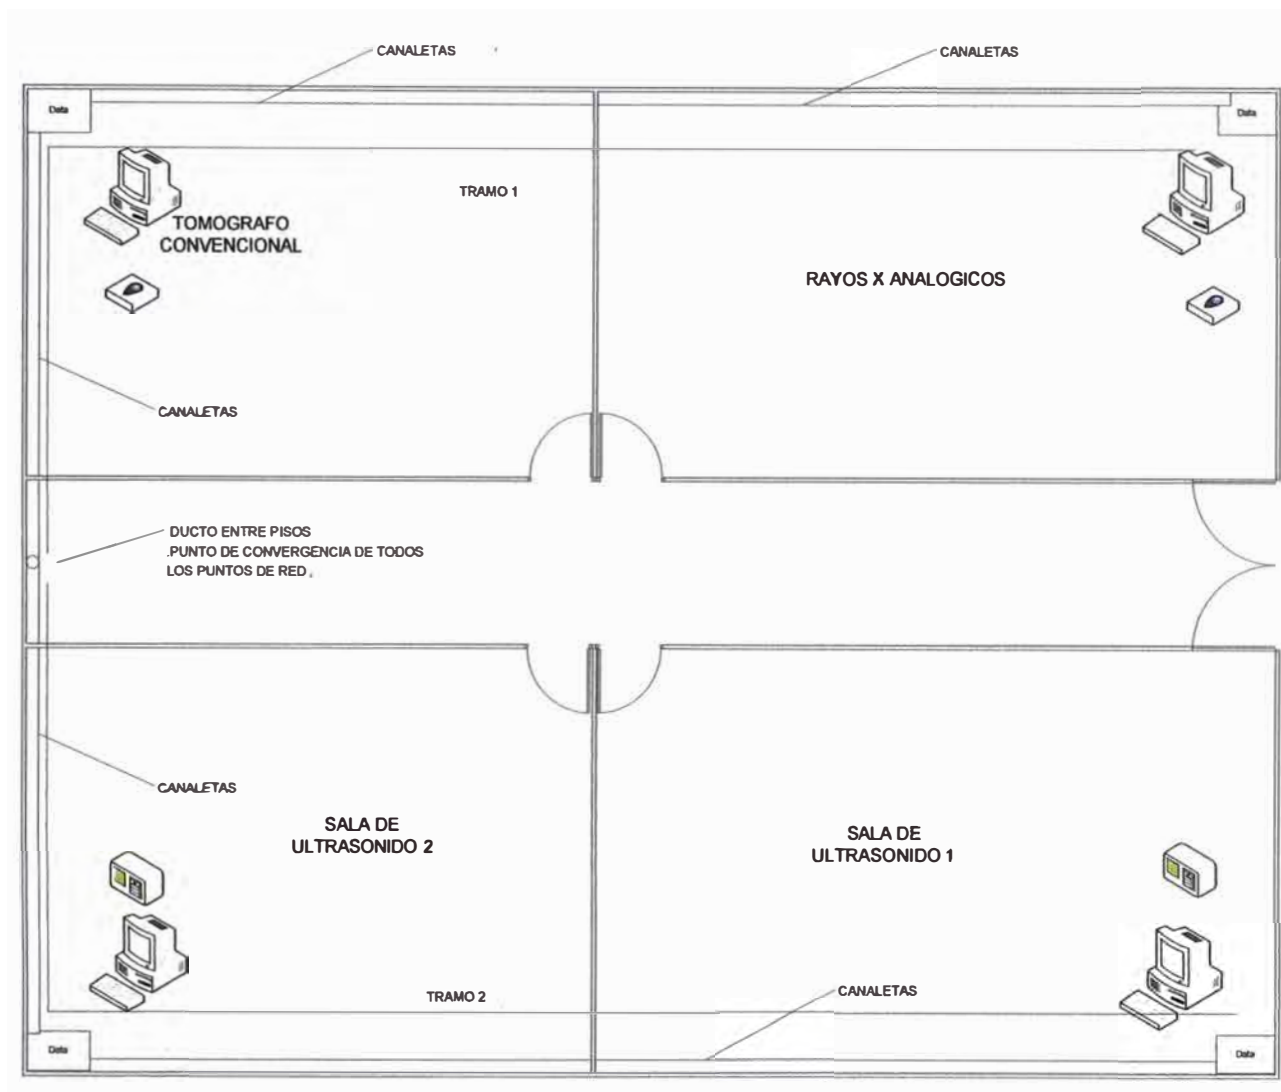 CANALETAS
CANALETAS
Data
Data
TRAMO 1
TOMOGRAFO
CONVENCIONAL
RAYOS X ANALOGICOS
CANALETAS
DUCTO ENTRE PISOS
.PUNTO DE CONVERGENCIA DE TODOS
LOS PUNTOS DE RED.
CANALETAS
SALA DE
ULTRASONIDO 2
SALA DE
ULTRASONIDO 1
TRAMO 2
CANALETAS
Data
Data